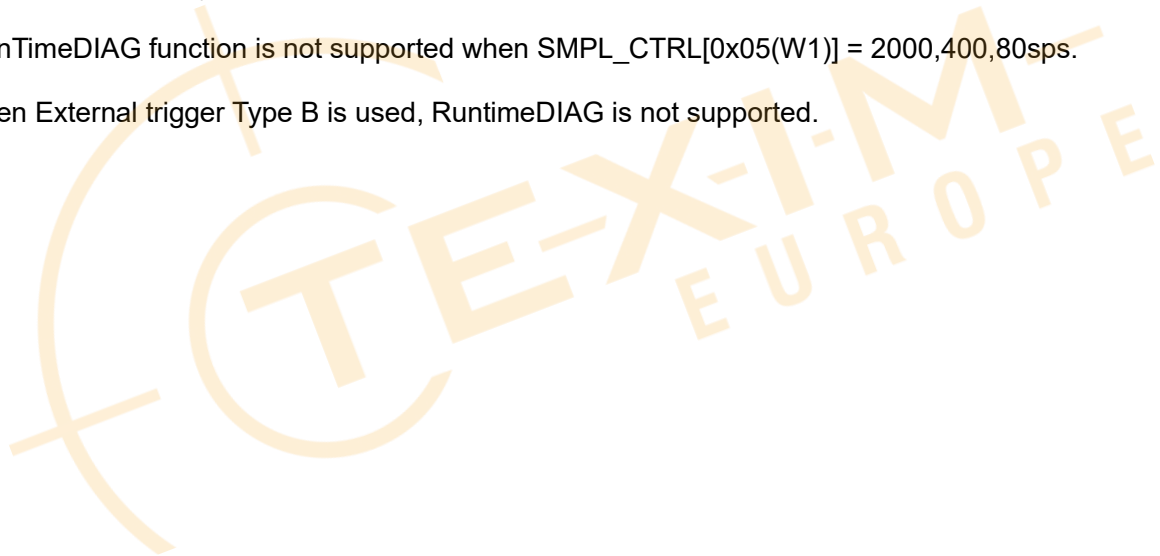 nTimeDIAG function is not supported when SMPL_CTRL[0x05(W1)] = 2000,400,80sps.
en External trigger Type B is used, RuntimeDIAG is not supported.
TEXIM
EUROPE